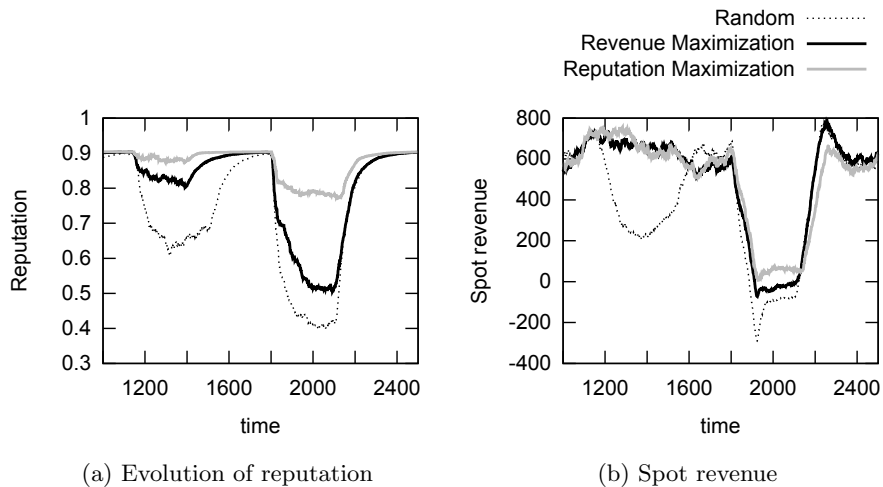 Random
Revenue Maximization
Reputation Maximization
1
0.9
0.8
0.7
0.6
0.5
0.4
0.3
Reputation
1200 1600 2000 2400
time
(a) Evolution of reputation
800
600
400
200
0
-200
-400
Spot revenue
1200 1600 2000 2400
time
(b) Spot revenue